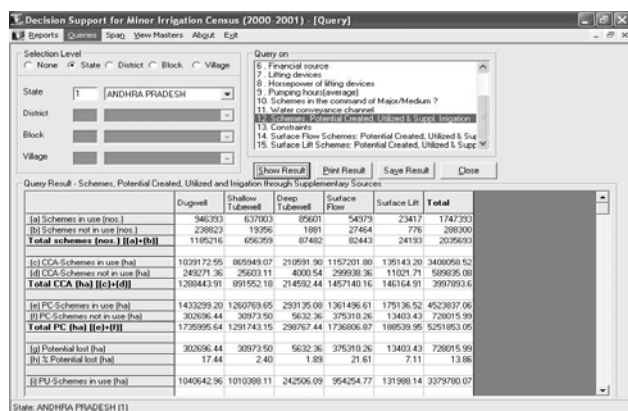 Decision Support for Minor Irrigation Census (2000-2001) - [Query]
Reports Queries Span View Masters About Exit
Selection Level
None State District Block Village
State 1 ANDHRA PRADESH
District
Block
Village
Query on
6 . Financial source
7 . Lifting devices
8 . Horsepower of lifting devices
9 . Pumping hours(average)
10. Schemes in the command of Major/Medium ?
11. Water conveyance channel
12. Schemes, Potential Created, Utilized & Suppl. Irrigation
13. Constraints
14. Surface Flow Schemes: Potential Created, Utilized & Sup
15. Surface Lift Schemes: Potential Created, Utilized & Supp
Show Result Print Result Save Result Close
Query Result - Schemes, Potential Created, Utilized and Irrigation through Supplementary Sources
Dugwell Shallow Tubewell Deep Tubewell Surface Flow Surface Lift Total
(a) Schemes in use (nos.) 946393 637003 85601 54979 23417 1747393
(b) Schemes not in use (nos.) 238823 19356 1881 27464 776 288300
Total schemes (nos.) [(a)+(b)] 1185216 656359 87482 82443 24193 2035693
(c) CCA-Schemes in use (ha) 1039172.55 865949.07 210591.90 1157201.80 135143.20 3408058.52
(d) CCA-Schemes not in use (ha) 249271.36 25603.11 4000.54 299938.36 11021.71 589835.08
Total CCA (ha) [(c)+(d)] 1288443.91 891552.18 214592.44 1457140.16 146164.91 3997893.6
(e) PC-Schemes in use (ha) 1433299.20 1260769.65 293135.08 1361496.61 175136.52 4523837.06
(f) PC-Schemes not in use (ha) 302696.44 30973.50 5632.36 375310.26 13403.43 728015.99
Total PC (ha) [(e)+(f)] 1735995.64 1291743.15 298767.44 1736806.87 188539.95 5251853.05
(g) Potential lost (ha) 302696.44 30973.50 5632.36 375310.26 13403.43 728015.99
(h) % Potential lost (ha) 17.44 2.40 1.89 21.61 7.11 13.86
(i) PU-Schemes in use (ha) 1040642.96 1010388.11 242506.09 954254.77 131988.14 3379780.07
State: ANDHRA PRADESH (1)